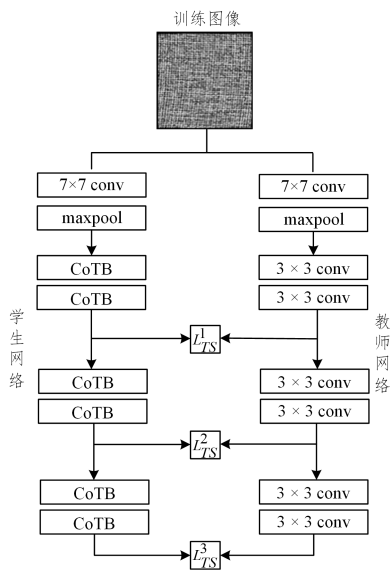 训练图像
7×7 conv
7×7 conv
maxpool
maxpool
CoTB
3 × 3 conv
CoTB
3 × 3 conv
学生网络
教师网络
L¹TS
CoTB
3 × 3 conv
CoTB
3 × 3 conv
L²TS
CoTB
3 × 3 conv
CoTB
3 × 3 conv
L³TS